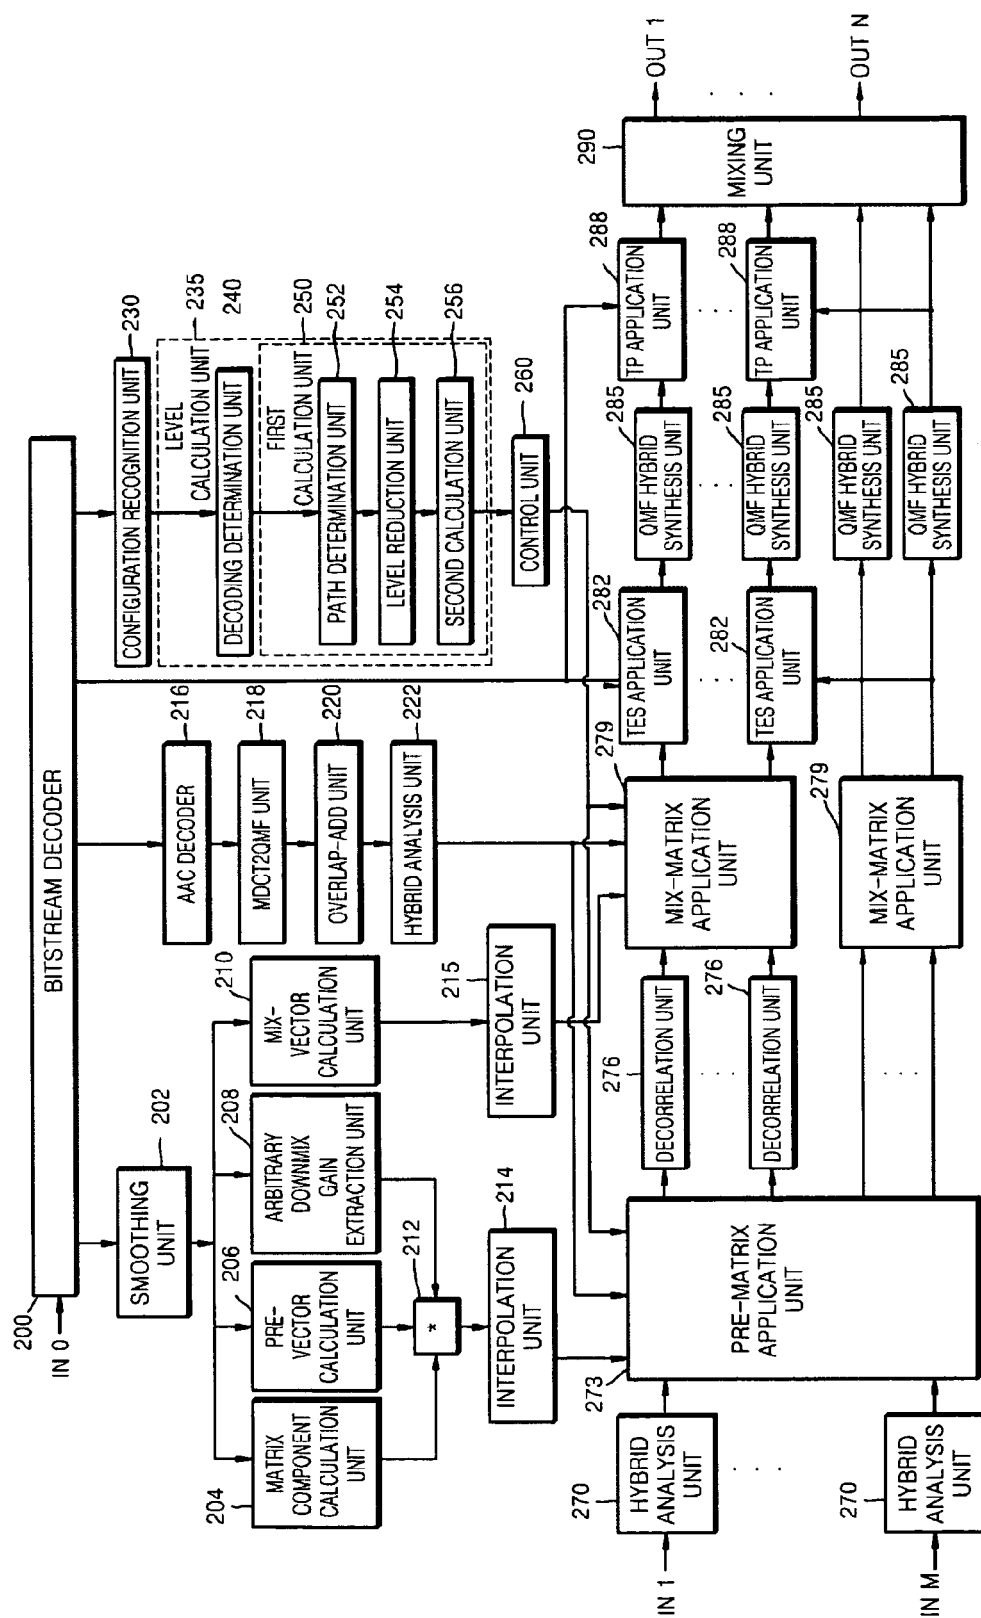 200
IN 0
BITSTREAM DECODER
SMOOTHING
UNIT
202
204
MATRIX
COMPONENT
CALCULATION
UNIT
206
PRE-
VECTOR
CALCULATION
UNIT
208
ARBITRARY
DOWNMIX
GAIN
EXTRACTION UNIT
210
MIX-
VECTOR
CALCULATION
UNIT
212
*
214
INTERPOLATION
UNIT
215
INTERPOLATION
UNIT
216
AAC DECODER
218
MDCT2QMF UNIT
220
OVERLAP-ADD UNIT
222
HYBRID ANALYSIS UNIT
230
CONFIGURATION RECOGNITION UNIT
LEVEL
CALCULATION UNIT
235
240
DECODING DETERMINATION UNIT
FIRST
CALCULATION UNIT
250
252
PATH DETERMINATION UNIT
254
LEVEL REDUCTION UNIT
256
SECOND CALCULATION UNIT
260
CONTROL UNIT
IN 1
270
HYBRID
ANALYSIS
UNIT
. . . .
IN M
270
HYBRID
ANALYSIS
UNIT
273
PRE-MATRIX
APPLICATION
UNIT
276
DECORRELATION UNIT
. . . .
276
DECORRELATION UNIT
. . . .
279
MIX-MATRIX
APPLICATION
UNIT
279
MIX-MATRIX
APPLICATION
UNIT
282
TES APPLICATION
UNIT
. . . .
282
TES APPLICATION
UNIT
285
QMF HYBRID
SYNTHESIS UNIT
. . . .
285
QMF HYBRID
SYNTHESIS UNIT
285
QMF HYBRID
SYNTHESIS UNIT
285
QMF HYBRID
SYNTHESIS UNIT
288
TP APPLICATION
UNIT
. . . .
288
TP APPLICATION
UNIT
290
MIXING
UNIT
OUT 1
. . . .
OUT N